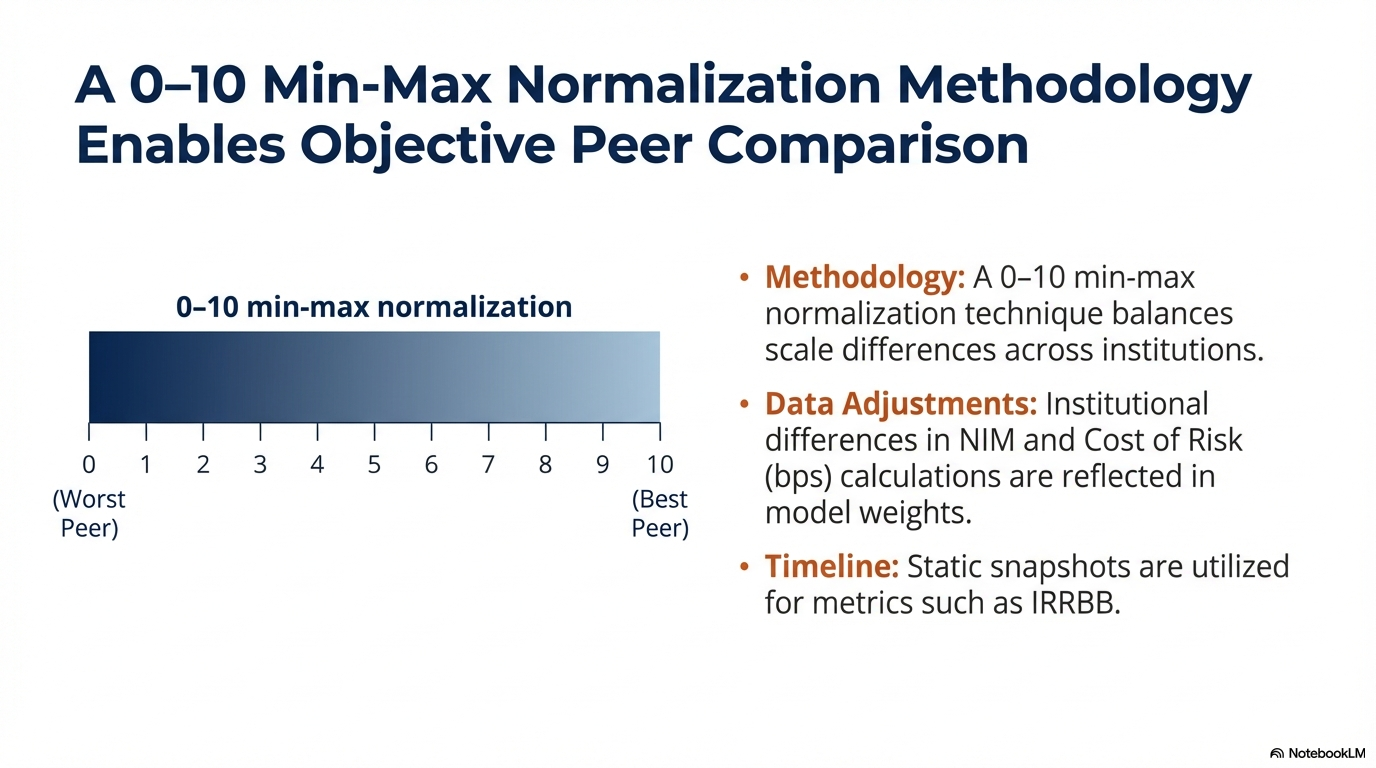 A 0–10 Min-Max Normalization Methodology
Enables Objective Peer Comparison
0–10 min-max normalization
0 1 2 3 4 5 6 7 8 9 10
(Worst
Peer)
(Best
Peer)
• Methodology: A 0–10 min-max
normalization technique balances
scale differences across institutions.
• Data Adjustments: Institutional
differences in NIM and Cost of Risk
(bps) calculations are reflected in
model weights.
• Timeline: Static snapshots are utilized
for metrics such as IRRBB.
NotebookLM